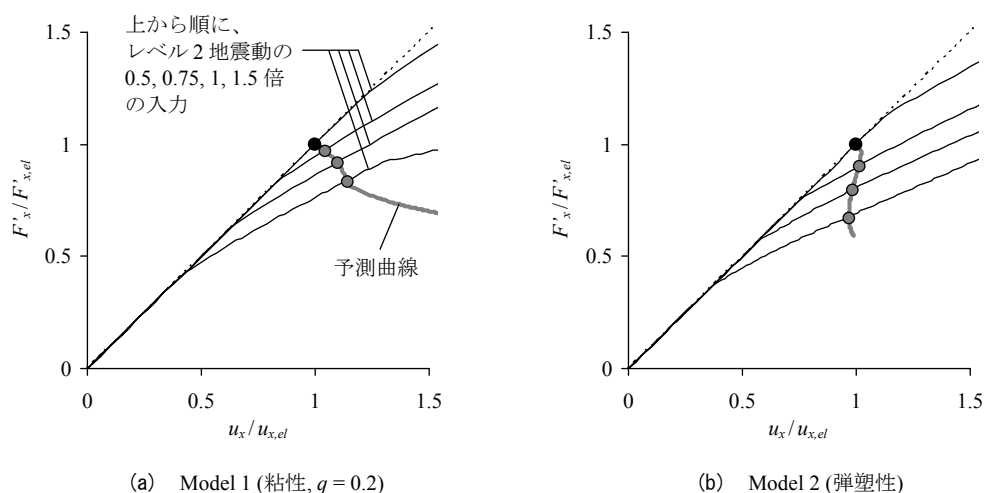 1.5
1
0.5
0
F'x / F'x,el
上から順に、
レベル 2 地震動の
0.5, 0.75, 1, 1.5 倍
の入力
予測曲線
0 0.5 1 1.5
ux / ux,el
(a) Model 1 (粘性, q = 0.2)
1.5
1
0.5
0
F'x / F'x,el
0 0.5 1 1.5
ux / ux,el
(b) Model 2 (弾塑性)